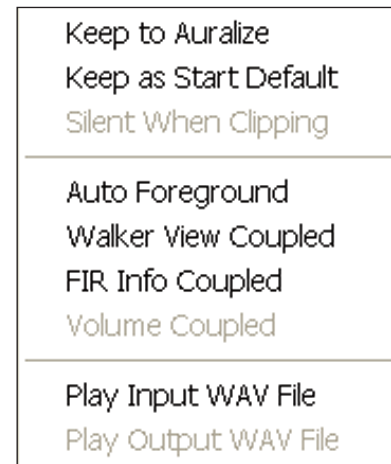 Keep to Auralize
Keep as Start Default
Silent When Clipping
Auto Foreground
Walker View Coupled
FIR Info Coupled
Volume Coupled
Play Input WAV File
Play Output WAV File